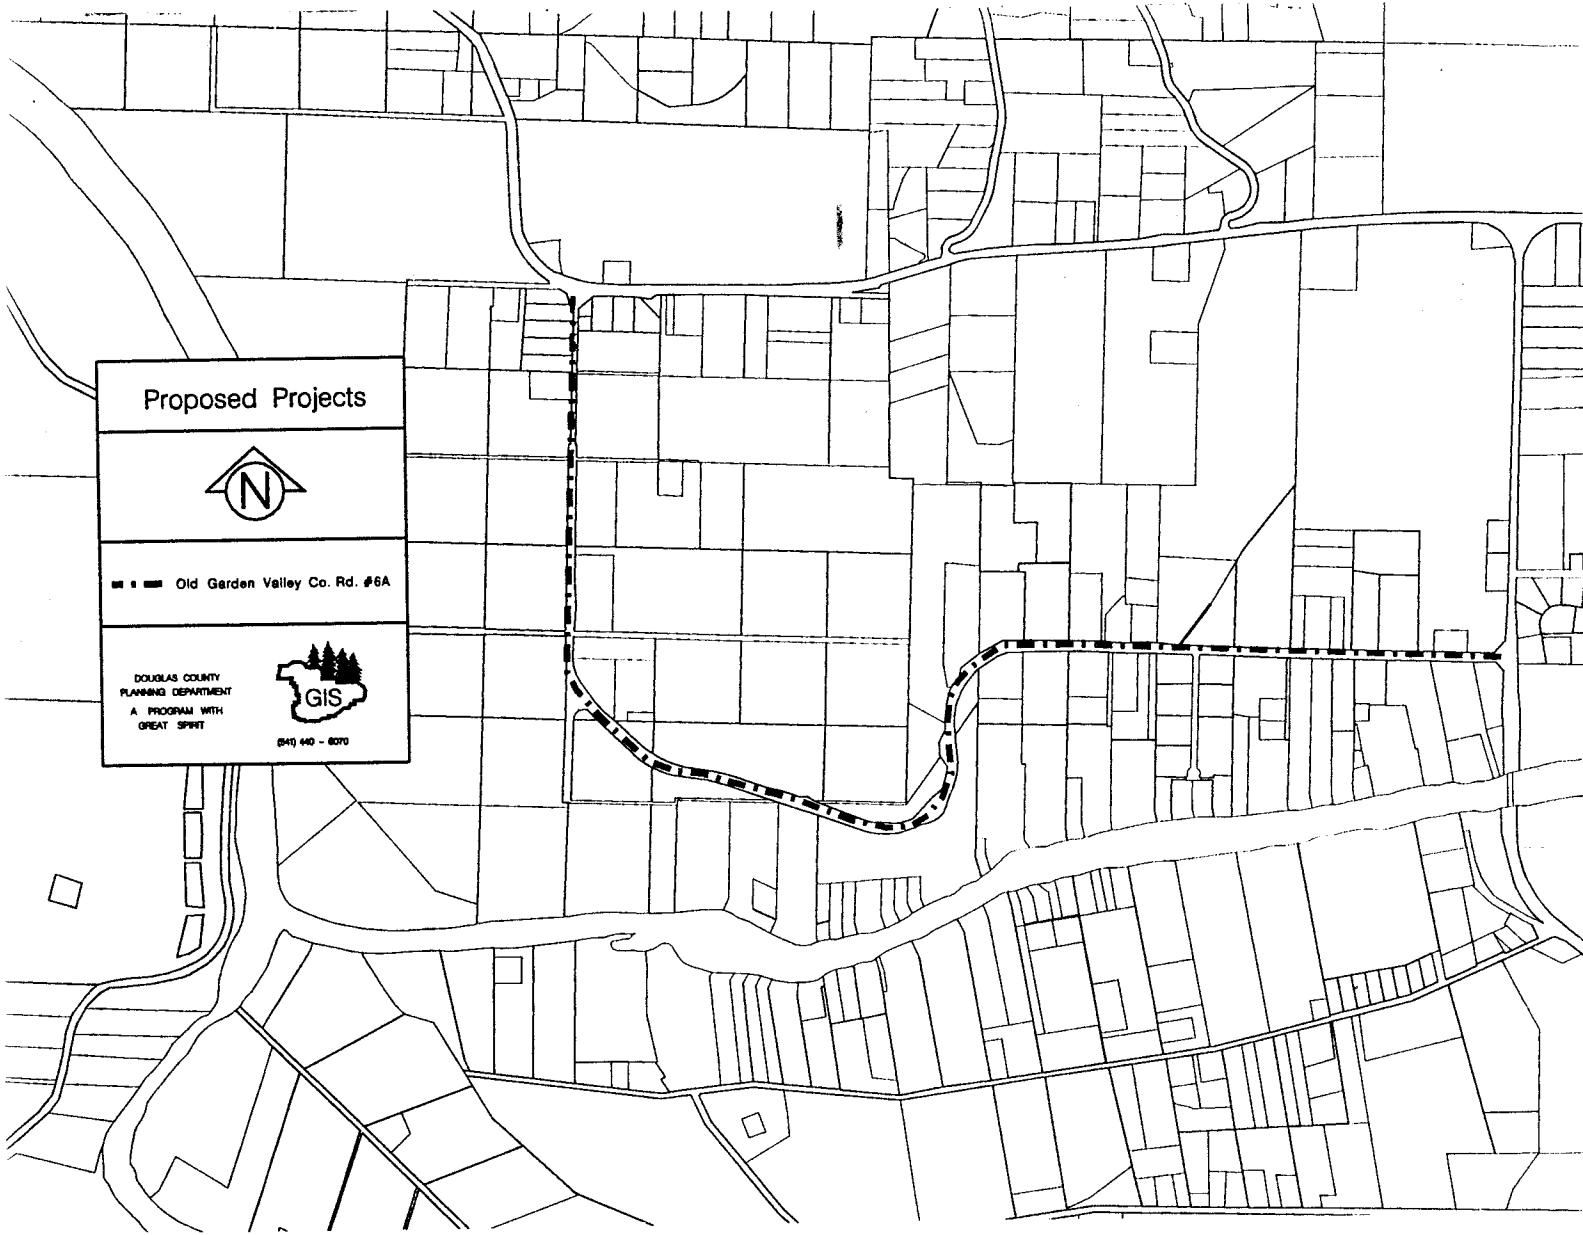 Proposed Projects
N
Old Garden Valley Co. Rd. #6A
DOUGLAS COUNTY
PLANNING DEPARTMENT
A PROGRAM WITH
GREAT SPIRIT
GIS
(541) 440 - 6070